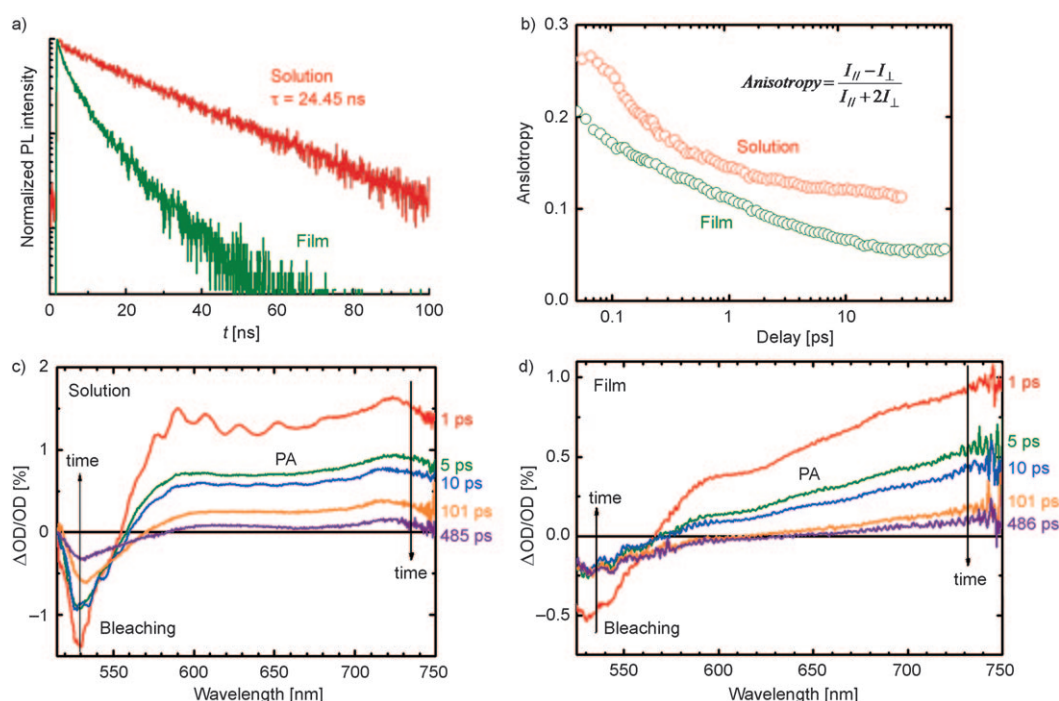 a)
Normalized PL intensity
Solution
τ = 24.45 ns
Film
0 20 40 60 80 100
t [ns]
b)
0.3
0.2
0.1
0.0
Anslotropy
Anisotropy = I// − I⊥ / I// + 2I⊥
Solution
Film
0.1 1 10
Delay [ps]
c)
2
1
0
−1
ΔOD/OD [%]
Solution
time
PA
Bleaching
time
1 ps
5 ps
10 ps
101 ps
485 ps
550 600 650 700 750
Wavelength [nm]
d)
1.0
0.5
0.0
−0.5
ΔOD/OD [%]
Film
time
PA
Bleaching
time
1 ps
5 ps
10 ps
101 ps
486 ps
550 600 650 700 750
Wavelength [nm]